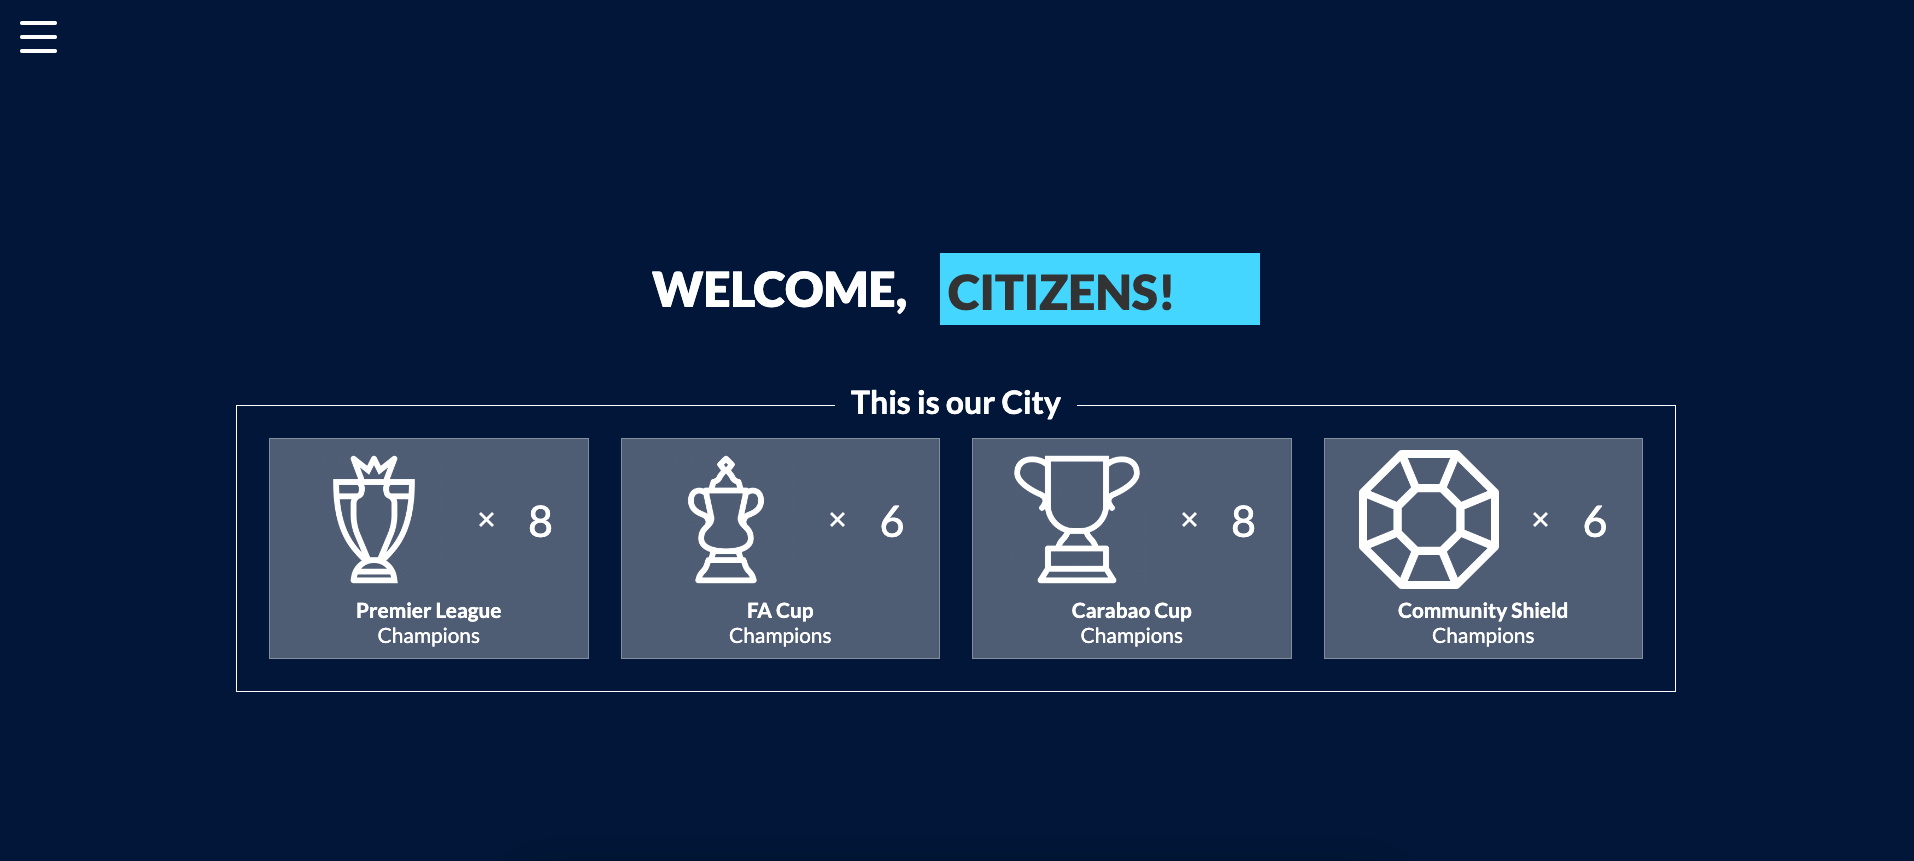 WELCOME, CITIZENS!
This is our City
× 8
Premier League
Champions
× 6
FA Cup
Champions
× 8
Carabao Cup
Champions
× 6
Community Shield
Champions